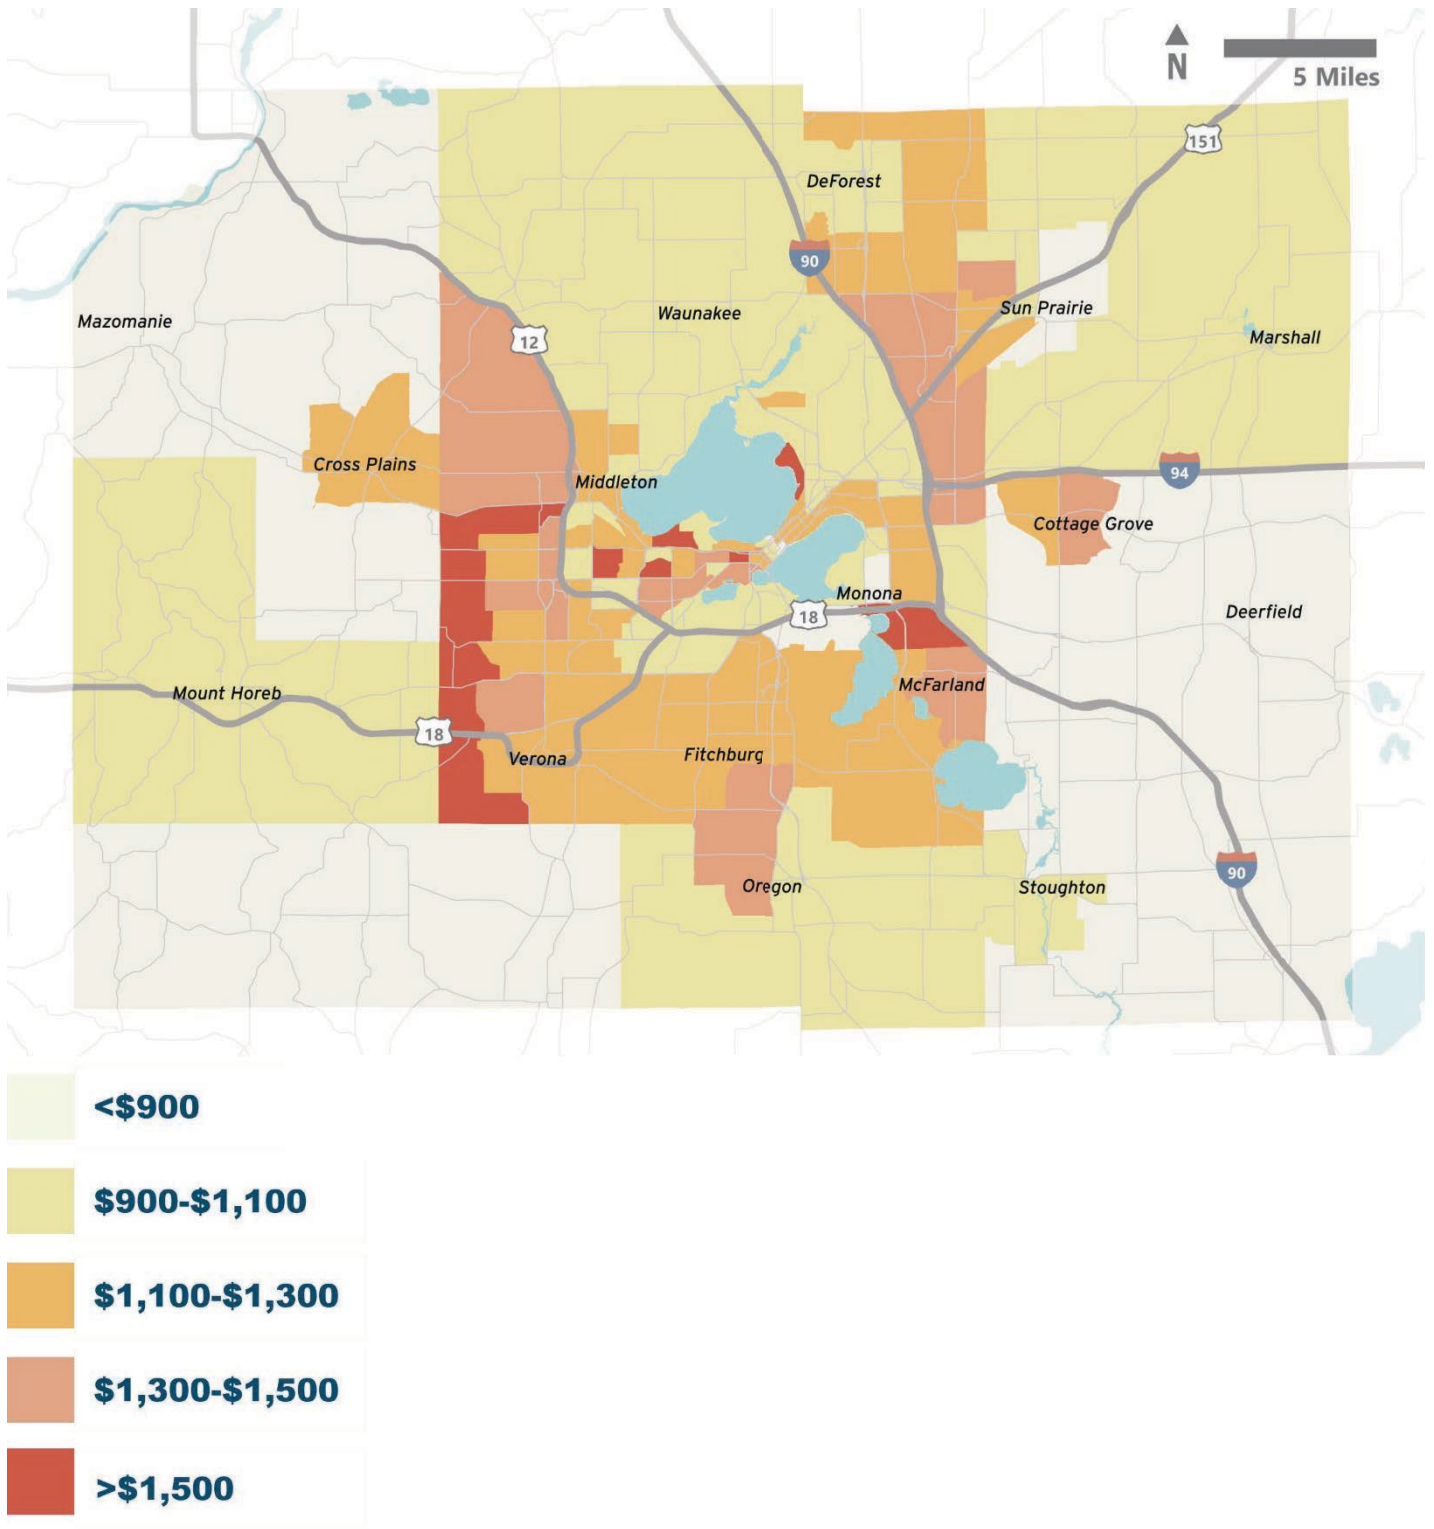 N
5 Miles
151
DeForest
90
Waunakee
Sun Prairie
Mazomanie
12
Marshall
Cross Plains
Middleton
94
Cottage Grove
Monona
18
Deerfield
McFarland
Mount Horeb
18
Verona
Fitchburg
90
Oregon
Stoughton
<$900
$900-$1,100
$1,100-$1,300
$1,300-$1,500
>$1,500